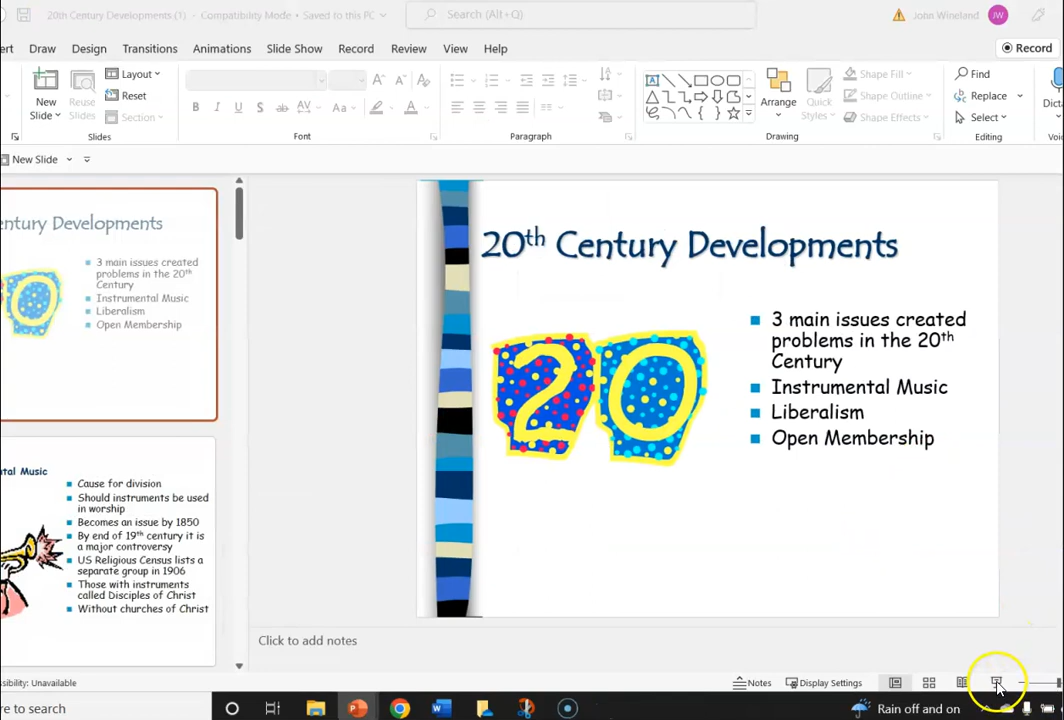 20th Century Developments (1) - Compatibility Mode • Saved to this PC
Search (Alt+Q)
John Wineland
JW
ert Draw Design Transitions Animations Slide Show Record Review View Help
Record
New
Slide
Reuse
Slides
Layout
Reset
Section
Slides
B I U S ab AV Aa A
Font
Paragraph
Arrange
Quick
Styles
Shape Fill
Shape Outline
Shape Effects
Drawing
Find
Replace
Select
Editing
Dicta
Voic
New Slide
entury Developments
3 main issues created
problems in the 20th
Century
Instrumental Music
Liberalism
Open Membership
tal Music
Cause for division
Should instruments be used
in worship
Becomes an issue by 1850
By end of 19th century it is
a major controversy
US Religious Census lists a
separate group in 1906
Those with instruments
called Disciples of Christ
Without churches of Christ
20th Century Developments
20
3 main issues created
problems in the 20th
Century
Instrumental Music
Liberalism
Open Membership
Click to add notes
ssibility: Unavailable
Notes
Display Settings
re to search
Rain off and on